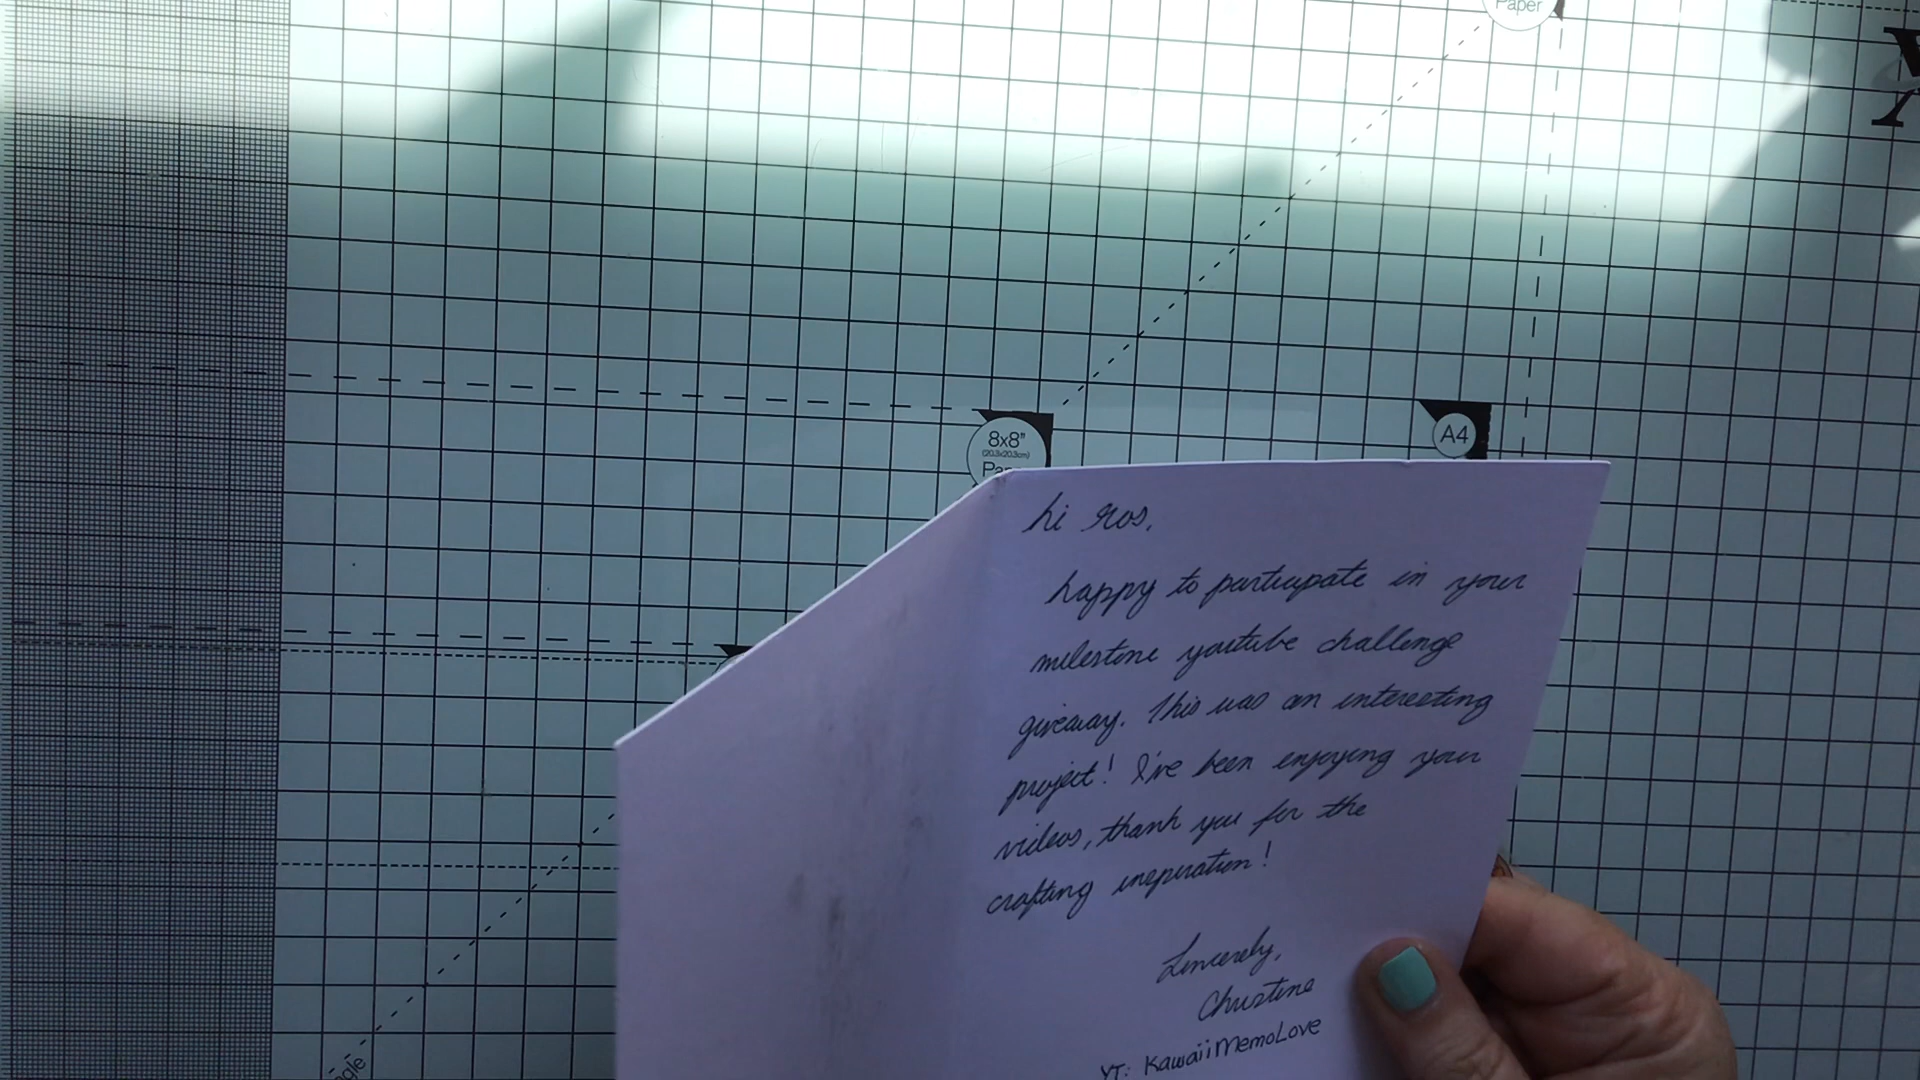 Paper
8x8"
(20.3x20.3cm)
A4
hi Ros,
happy to participate in your
milestone youtube challenge
giveaway. This was an interesting
project! I've been enjoying your
videos, thank you for the
crafting inspiration!
Sincerely,
Christine
YT: KawaiiMemoLove